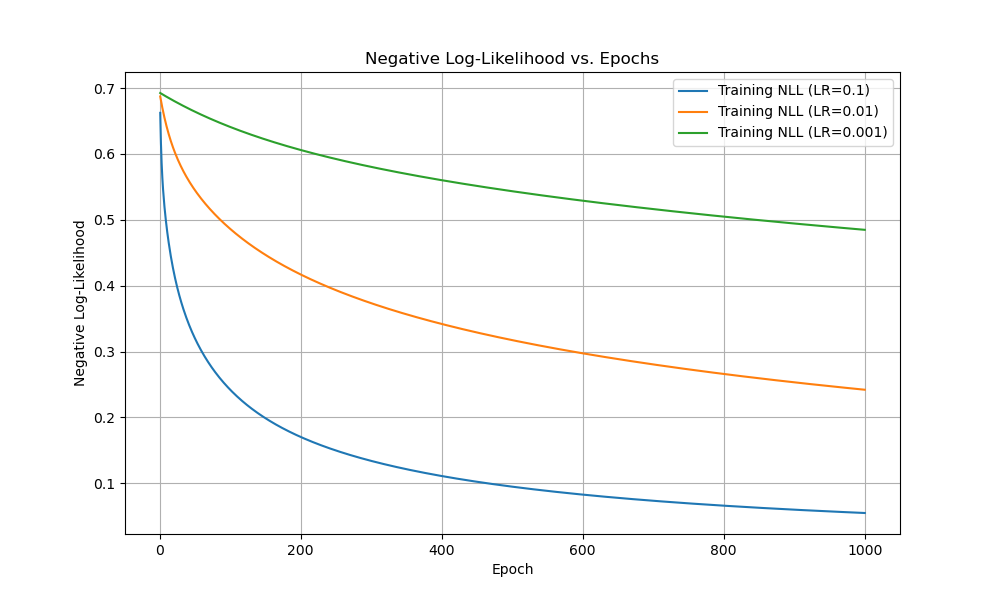 Negative Log-Likelihood vs. Epochs
Training NLL (LR=0.1)
Training NLL (LR=0.01)
Training NLL (LR=0.001)
Negative Log-Likelihood
0.7
0.6
0.5
0.4
0.3
0.2
0.1
0 200 400 600 800 1000
Epoch